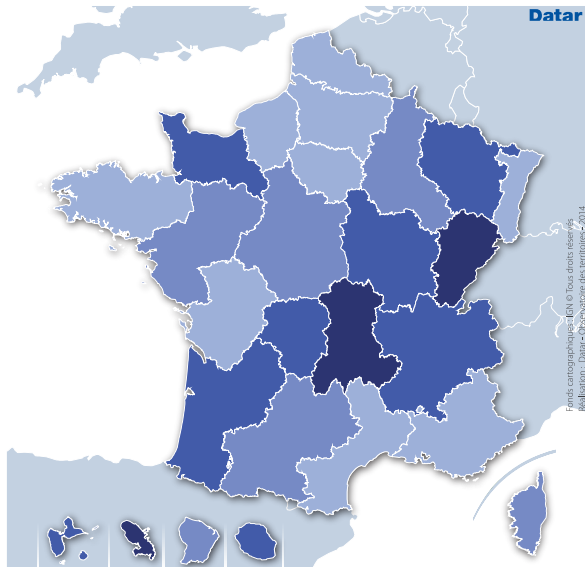 Datar
Fonds cartographiques IGN © Tous droits réservés
Réalisation : Datar • Observatoire des territoires • 2014